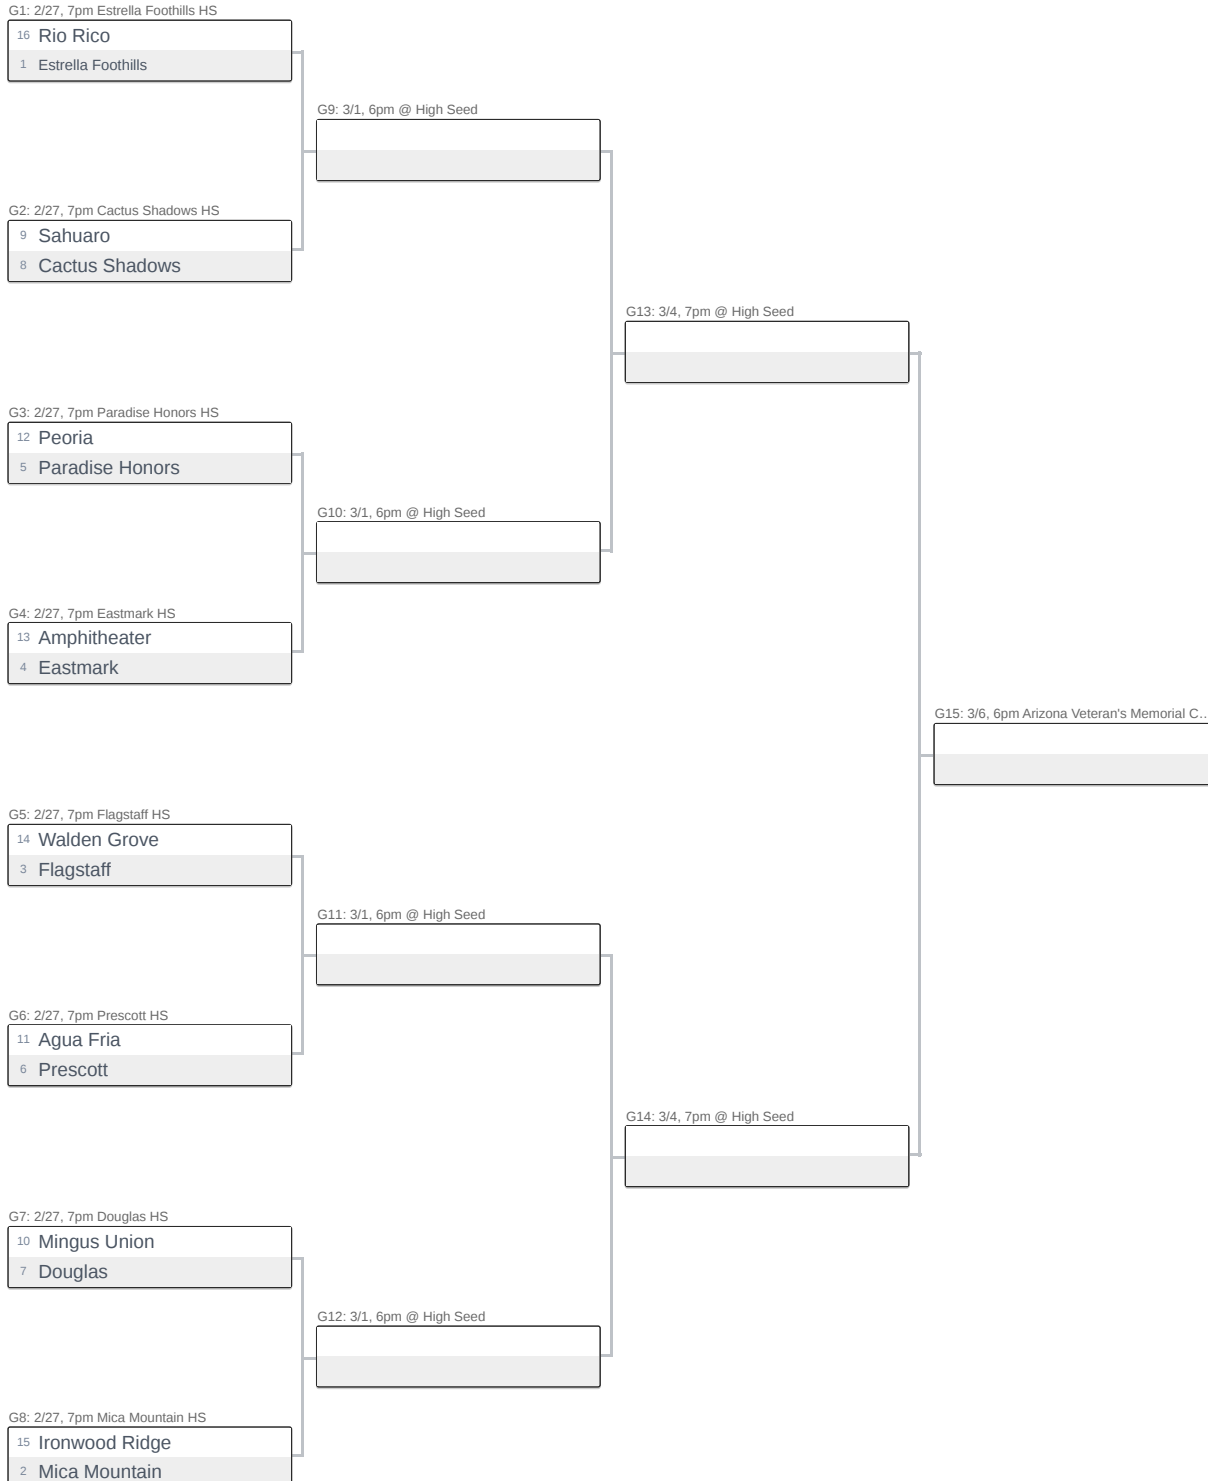 G1: 2/27, 7pm Estrella Foothills HS
16 Rio Rico
1 Estrella Foothills
G9: 3/1, 6pm @ High Seed
G2: 2/27, 7pm Cactus Shadows HS
9 Sahuaro
8 Cactus Shadows
G13: 3/4, 7pm @ High Seed
G3: 2/27, 7pm Paradise Honors HS
12 Peoria
5 Paradise Honors
G10: 3/1, 6pm @ High Seed
G4: 2/27, 7pm Eastmark HS
13 Amphitheater
4 Eastmark
G15: 3/6, 6pm Arizona Veteran's Memorial C...
G5: 2/27, 7pm Flagstaff HS
14 Walden Grove
3 Flagstaff
G11: 3/1, 6pm @ High Seed
G6: 2/27, 7pm Prescott HS
11 Agua Fria
6 Prescott
G14: 3/4, 7pm @ High Seed
G7: 2/27, 7pm Douglas HS
10 Mingus Union
7 Douglas
G12: 3/1, 6pm @ High Seed
G8: 2/27, 7pm Mica Mountain HS
15 Ironwood Ridge
2 Mica Mountain